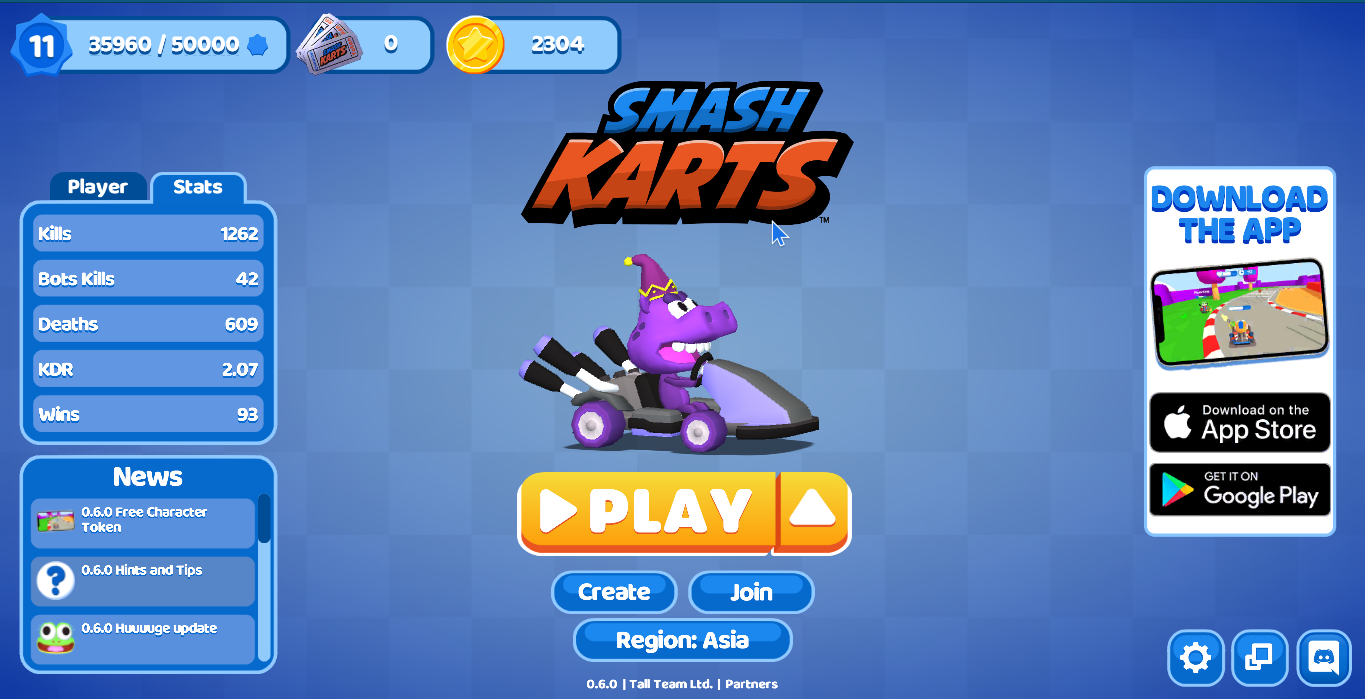 11
35960 / 50000
0
2304
SMASH
KARTS
KARTS™
Player
Stats
Kills 1262
Bots Kills 42
Deaths 609
KDR 2.07
Wins 93
News
0.6.0 Free Character
Token
0.6.0 Hints and Tips
0.6.0 Huuuuge update
PLAY
Create
Join
Region: Asia
0.6.0 | Tall Team Ltd. | Partners
DOWNLOAD
THE APP
Download on the
App Store
GET IT ON
Google Play